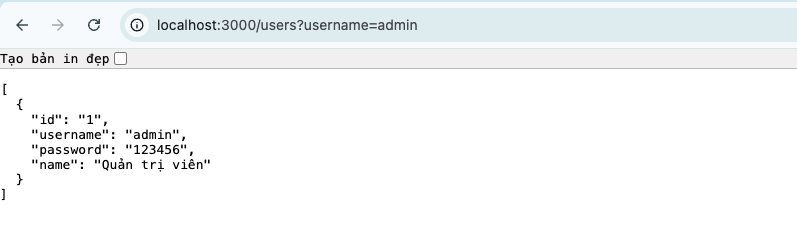 localhost:3000/users?username=admin
Tạo bản in đẹp
[
  {
    "id": "1",
    "username": "admin",
    "password": "123456",
    "name": "Quản trị viên"
  }
]